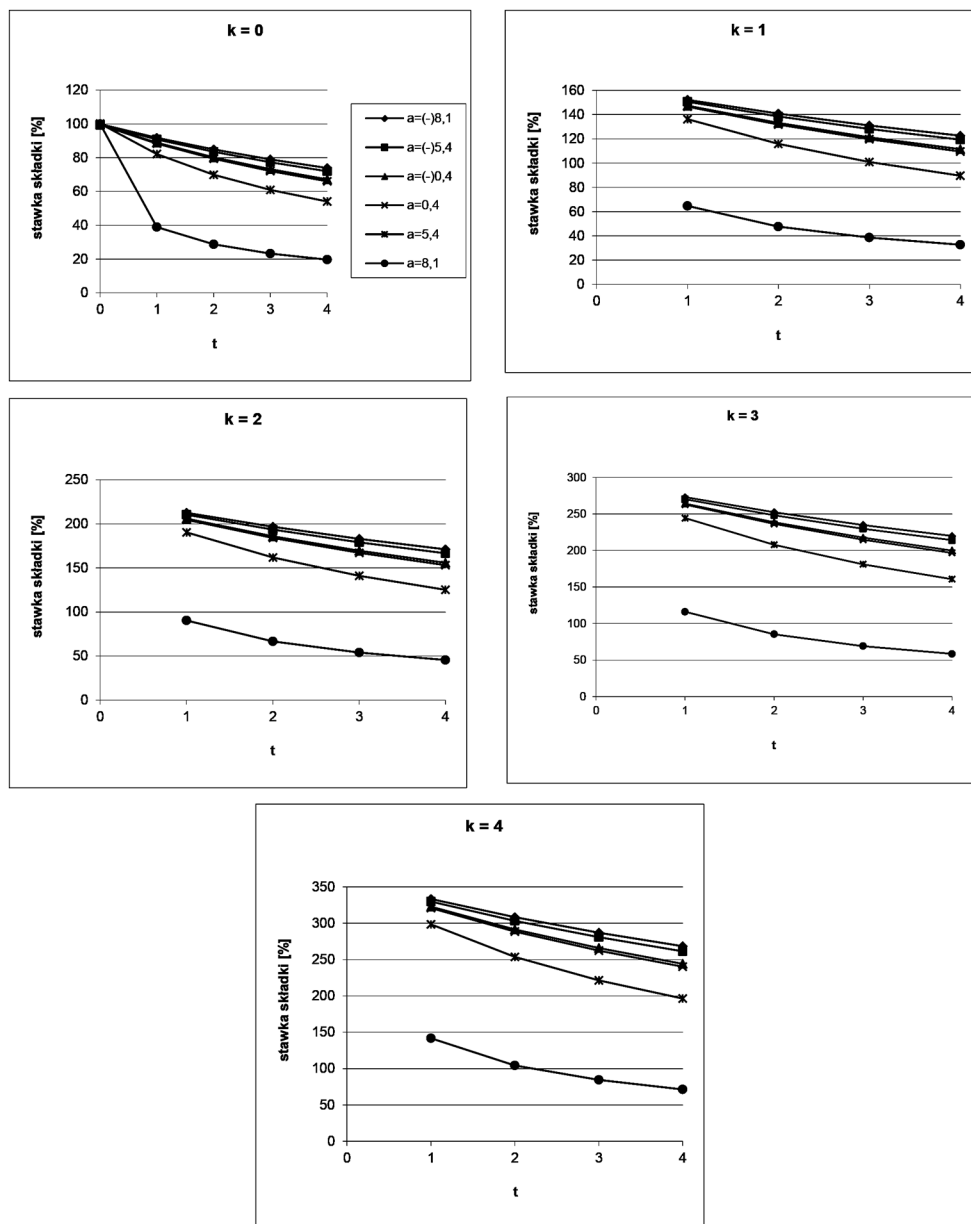 k = 0
stawka składki [%]
120
100
80
60
40
20
0
0 1 2 3 4
t
a=(-)8,1
a=(-)5,4
a=(-)0,4
a=0,4
a=5,4
a=8,1
k = 1
stawka składki [%]
160
140
120
100
80
60
40
20
0
0 1 2 3 4
t
k = 2
stawka składki [%]
250
200
150
100
50
0
0 1 2 3 4
t
k = 3
stawka składki [%]
300
250
200
150
100
50
0
0 1 2 3 4
t
k = 4
stawka składki [%]
350
300
250
200
150
100
50
0
0 1 2 3 4
t